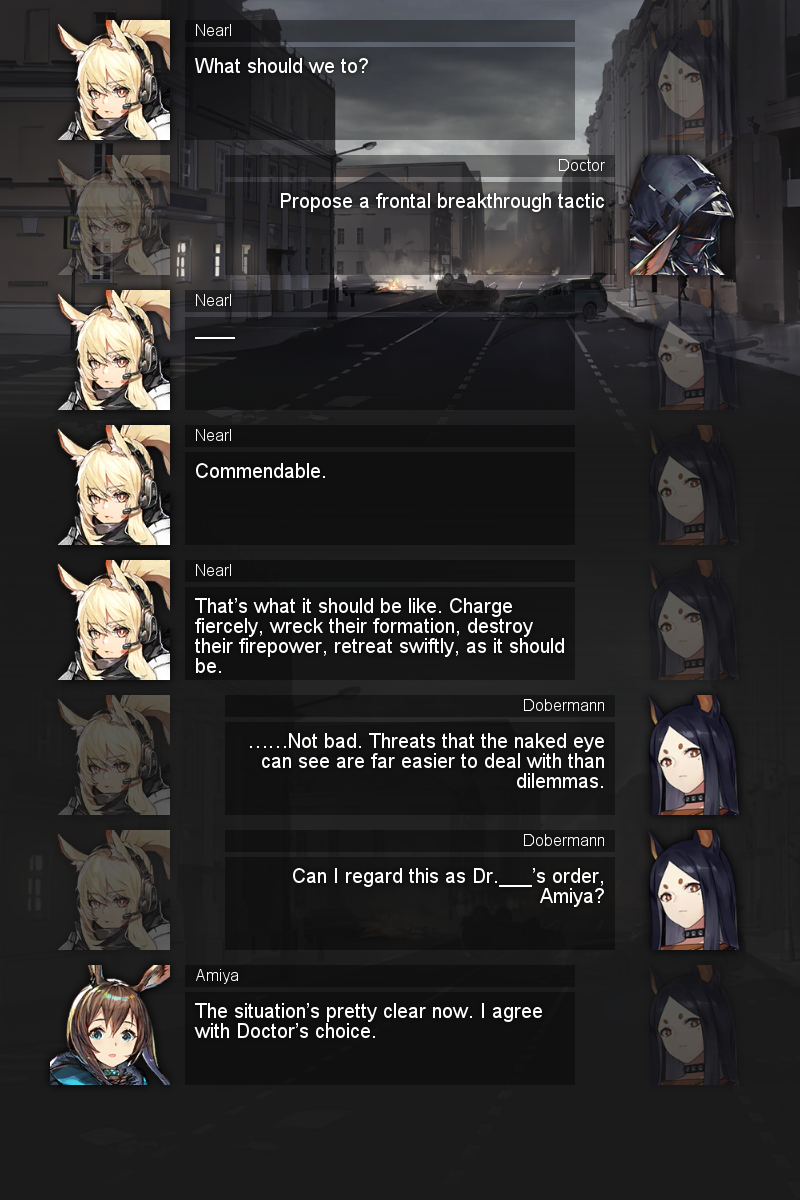 Nearl
What should we to?
Doctor
Propose a frontal breakthrough tactic
Nearl
——
Nearl
Commendable.
Nearl
That's what it should be like. Charge
fiercely, wreck their formation, destroy
their firepower, retreat swiftly, as it should
be.
Dobermann
……Not bad. Threats that the naked eye
can see are far easier to deal with than
dilemmas.
Dobermann
Can I regard this as Dr.___'s order,
Amiya?
Amiya
The situation's pretty clear now. I agree
with Doctor's choice.